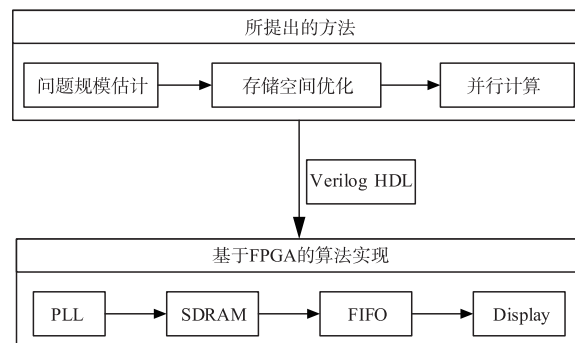 所提出的方法
问题规模估计
存储空间优化
并行计算
Verilog HDL
基于FPGA的算法实现
PLL
SDRAM
FIFO
Display